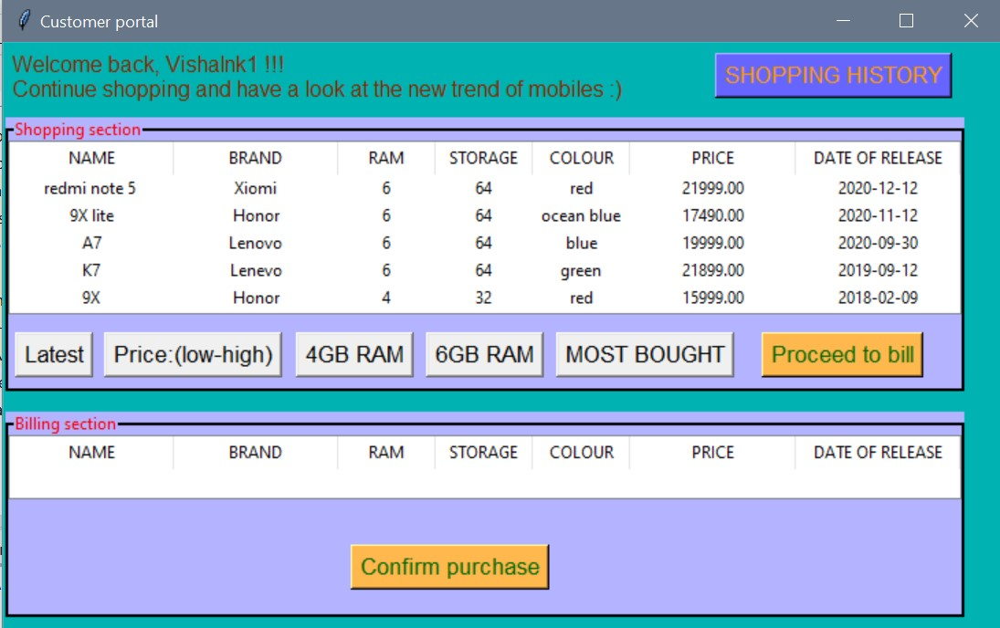 Customer portal
Welcome back, Vishalnk1 !!!
Continue shopping and have a look at the new trend of mobiles :)
SHOPPING HISTORY
Shopping section
NAME BRAND RAM STORAGE COLOUR PRICE DATE OF RELEASE
redmi note 5 Xiomi 6 64 red 21999.00 2020-12-12
9X lite Honor 6 64 ocean blue 17490.00 2020-11-12
A7 Lenovo 6 64 blue 19999.00 2020-09-30
K7 Lenevo 6 64 green 21899.00 2019-09-12
9X Honor 4 32 red 15999.00 2018-02-09
Latest Price:(low-high) 4GB RAM 6GB RAM MOST BOUGHT Proceed to bill
Billing section
NAME BRAND RAM STORAGE COLOUR PRICE DATE OF RELEASE
Confirm purchase